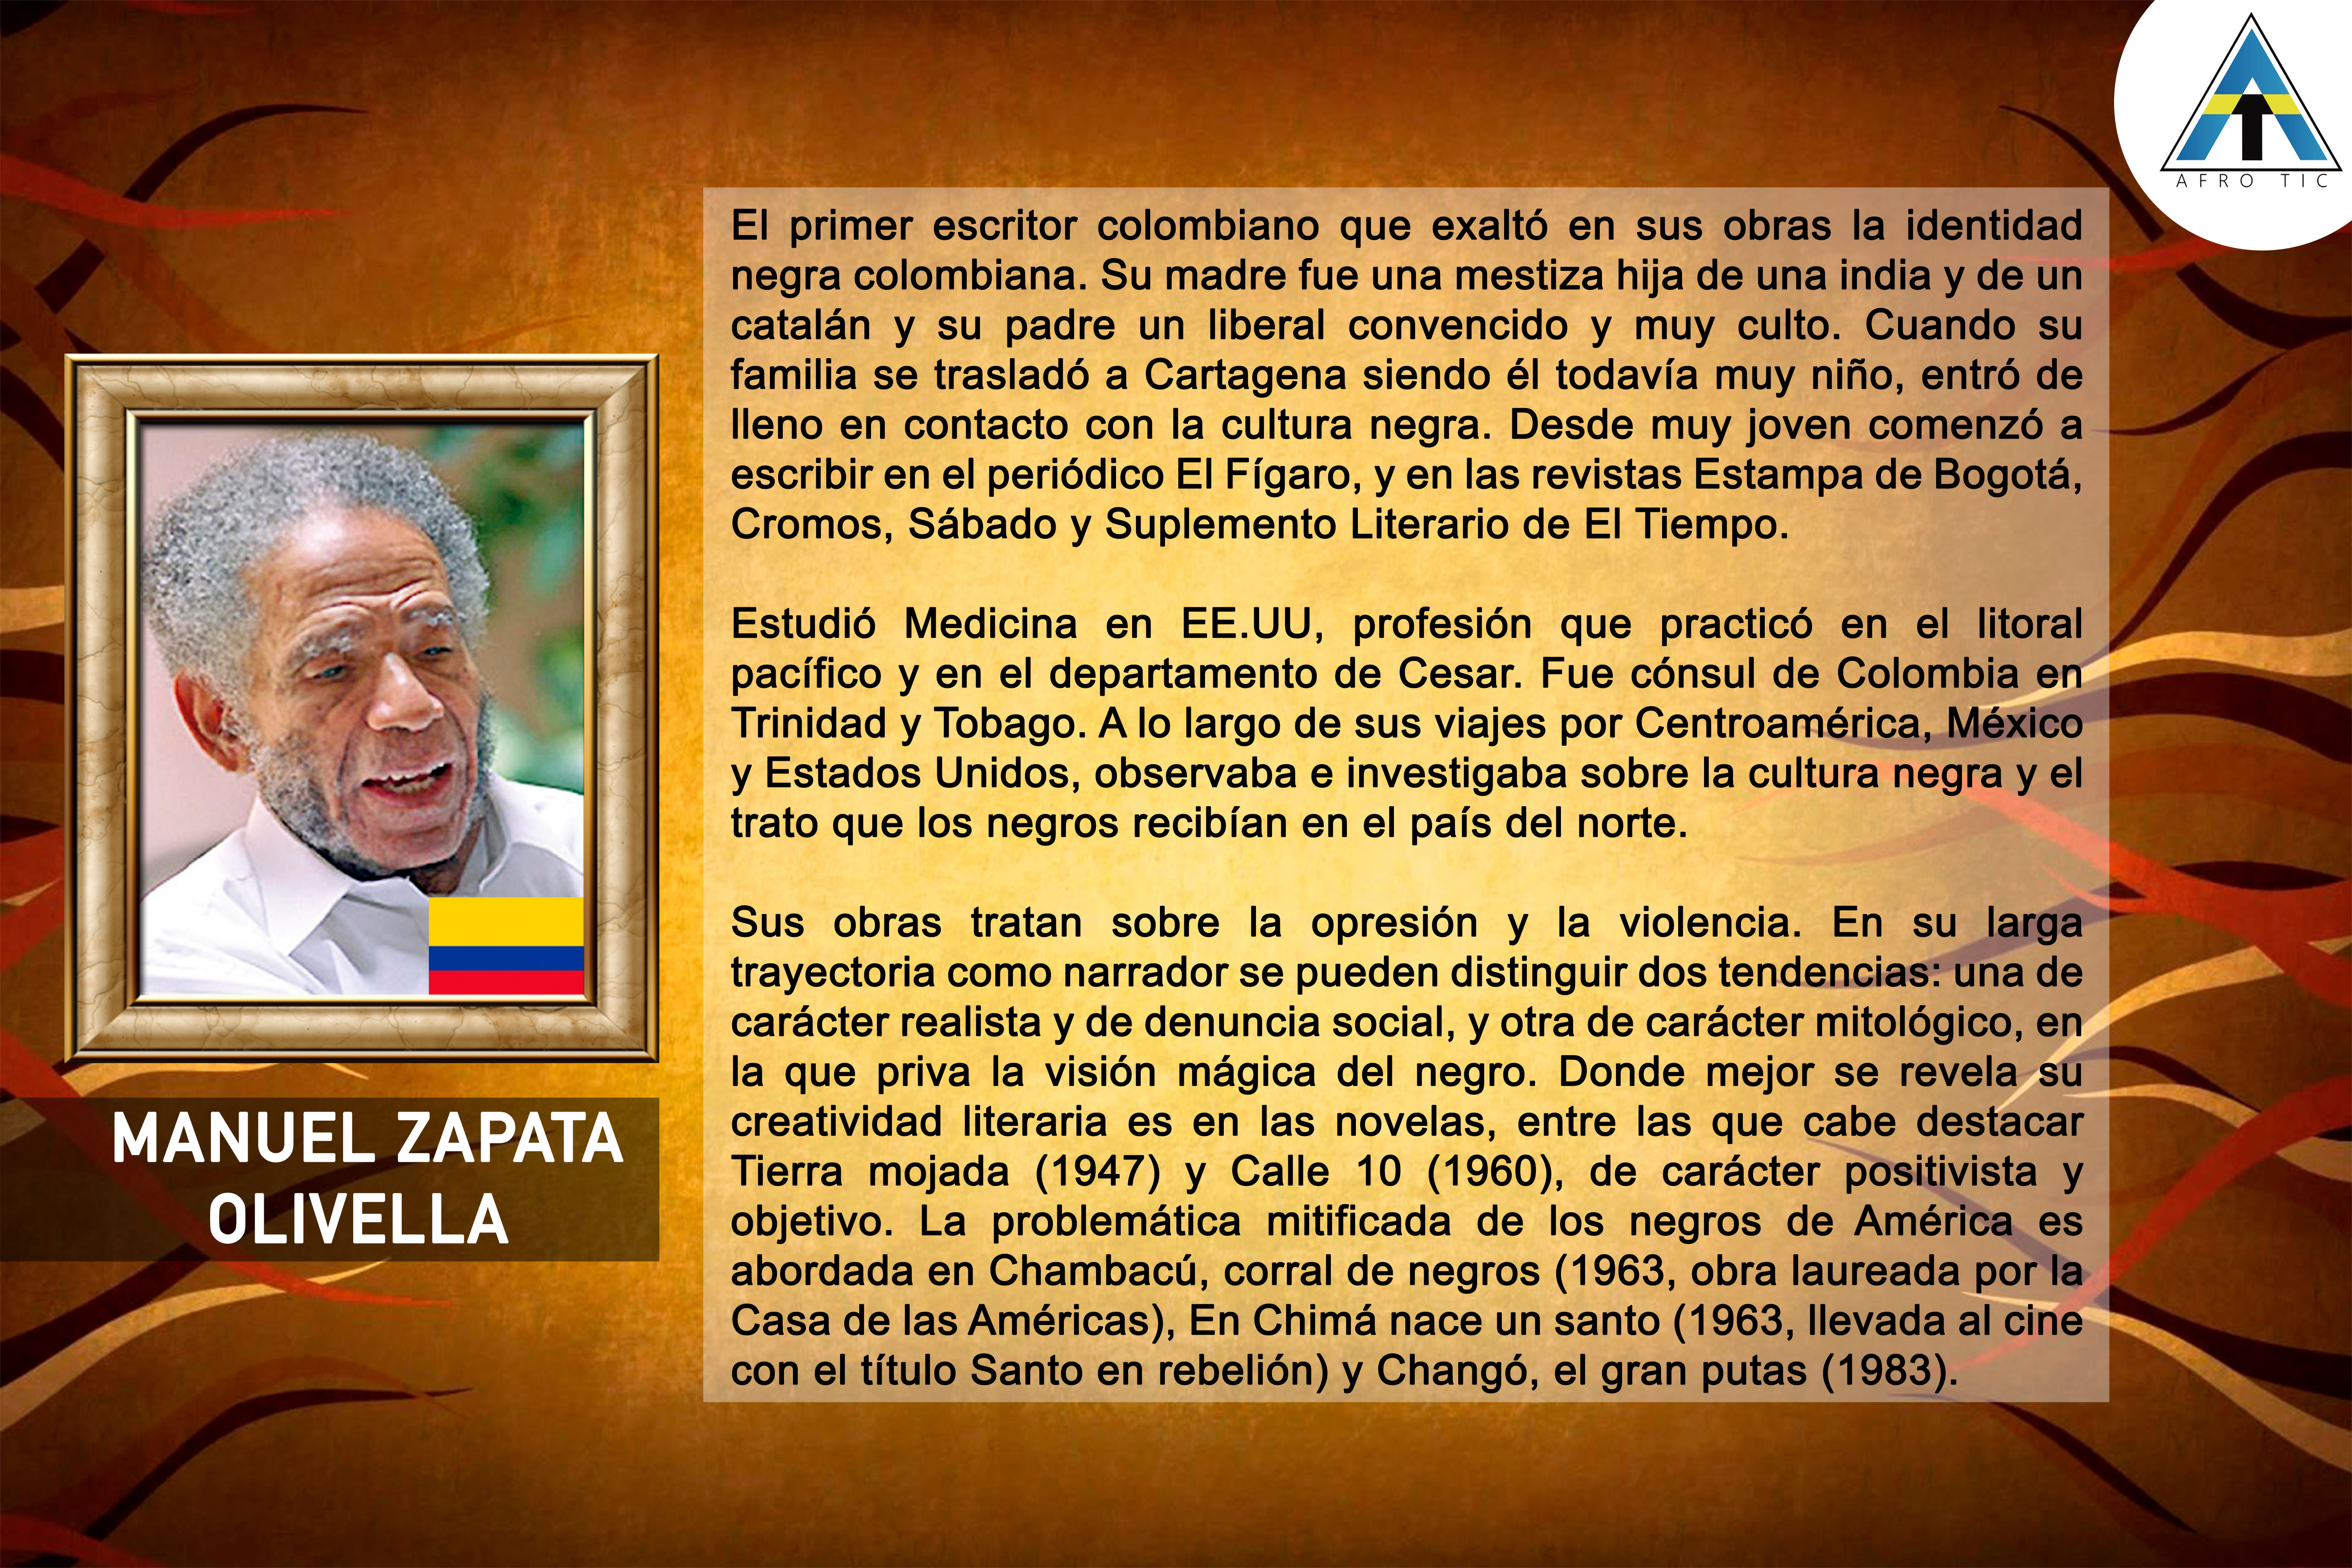 AFRO TIC
El primer escritor colombiano que exaltó en sus obras la identidad
negra colombiana. Su madre fue una mestiza hija de una india y de un
catalán y su padre un liberal convencido y muy culto. Cuando su
familia se trasladó a Cartagena siendo él todavía muy niño, entró de
lleno en contacto con la cultura negra. Desde muy joven comenzó a
escribir en el periódico El Fígaro, y en las revistas Estampa de Bogotá,
Cromos, Sábado y Suplemento Literario de El Tiempo.
Estudió Medicina en EE.UU, profesión que practicó en el litoral
pacífico y en el departamento de Cesar. Fue cónsul de Colombia en
Trinidad y Tobago. A lo largo de sus viajes por Centroamérica, México
y Estados Unidos, observaba e investigaba sobre la cultura negra y el
trato que los negros recibían en el país del norte.
Sus obras tratan sobre la opresión y la violencia. En su larga
trayectoria como narrador se pueden distinguir dos tendencias: una de
carácter realista y de denuncia social, y otra de carácter mitológico, en
la que priva la visión mágica del negro. Donde mejor se revela su
creatividad literaria es en las novelas, entre las que cabe destacar
Tierra mojada (1947) y Calle 10 (1960), de carácter positivista y
objetivo. La problemática mitificada de los negros de América es
abordada en Chambacú, corral de negros (1963, obra laureada por la
Casa de las Américas), En Chimá nace un santo (1963, llevada al cine
con el título Santo en rebelión) y Changó, el gran putas (1983).
MANUEL ZAPATA
OLIVELLA